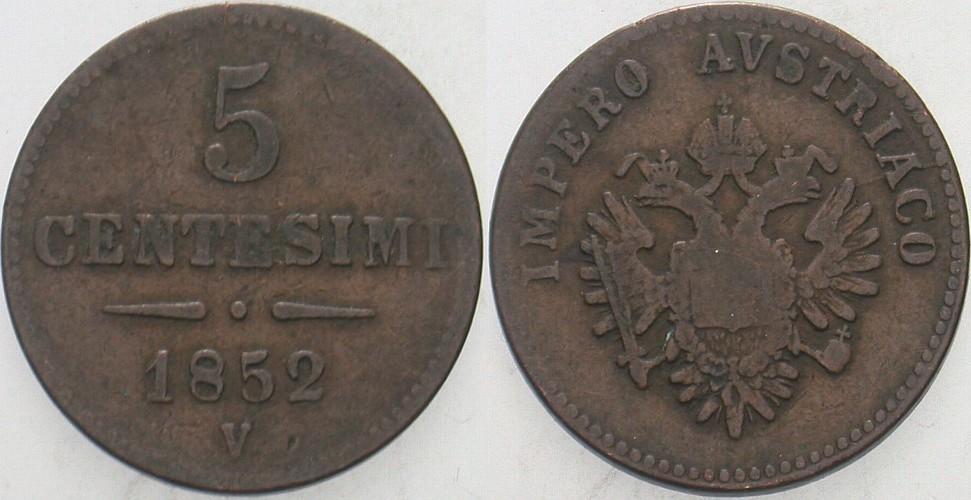 5
CENTESIMI
1852
V
IMPERO AVSTRIACO